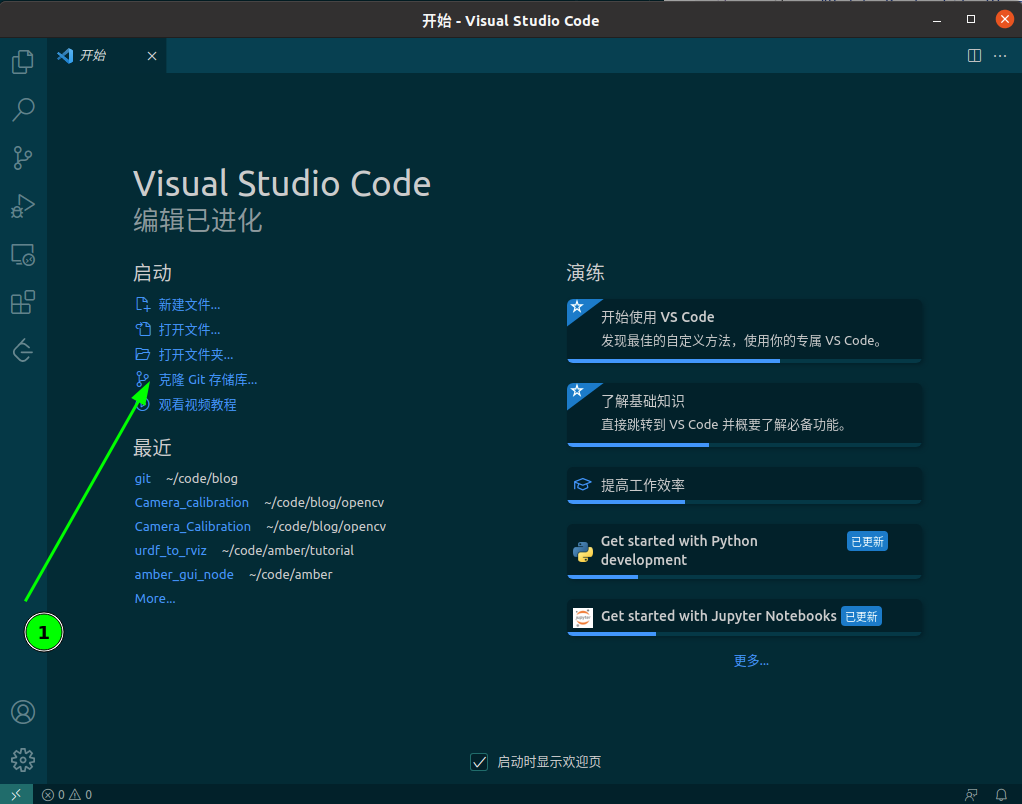 开始 - Visual Studio Code
开始
Visual Studio Code
编辑已进化
启动
新建文件...
打开文件...
打开文件夹...
克隆 Git 存储库...
观看视频教程
最近
git ~/code/blog
Camera_calibration ~/code/blog/opencv
Camera_Calibration ~/code/blog/opencv
urdf_to_rviz ~/code/amber/tutorial
amber_gui_node ~/code/amber
More...
1
演练
开始使用 VS Code
发现最佳的自定义方法，使用你的专属 VS Code。
了解基础知识
直接跳转到 VS Code 并概要了解必备功能。
提高工作效率
Get started with Python
development
已更新
jupyter
Get started with Jupyter Notebooks 已更新
更多...
启动时显示欢迎页
0 0